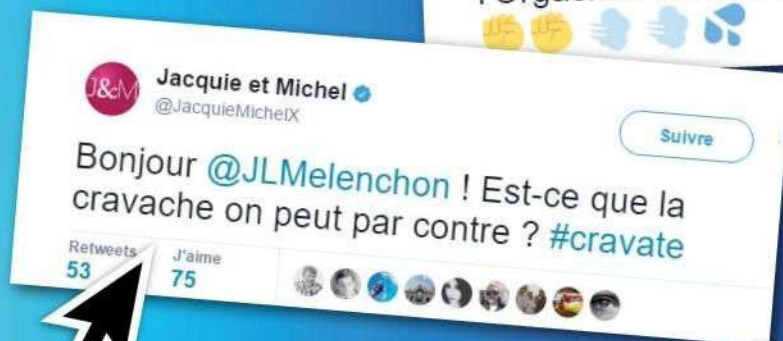 J&M
Jacquie et Michel
@JacquieMichelX
Suivre
Bonjour @JLMelenchon ! Est-ce que la
cravache on peut par contre ? #cravate
Retweets
53
J'aime
75